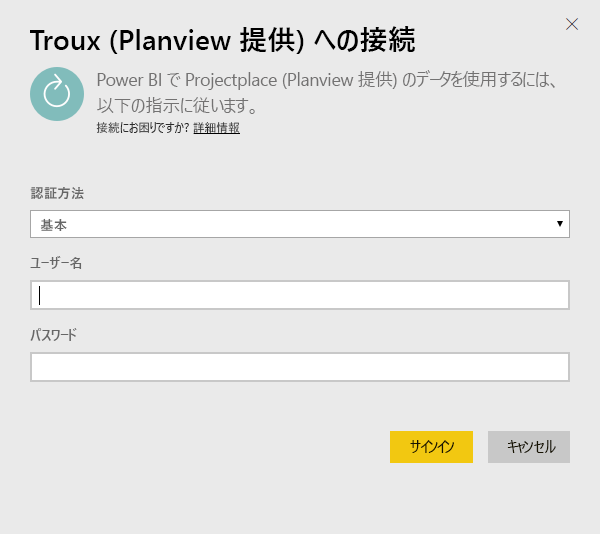 Troux (Planview 提供) への接続
Power BI で Projectplace (Planview 提供) のデータを使用するには、
以下の指示に従います。
接続にお困りですか? 詳細情報
認証方法
基本
ユーザー名
パスワード
サインイン
キャンセル